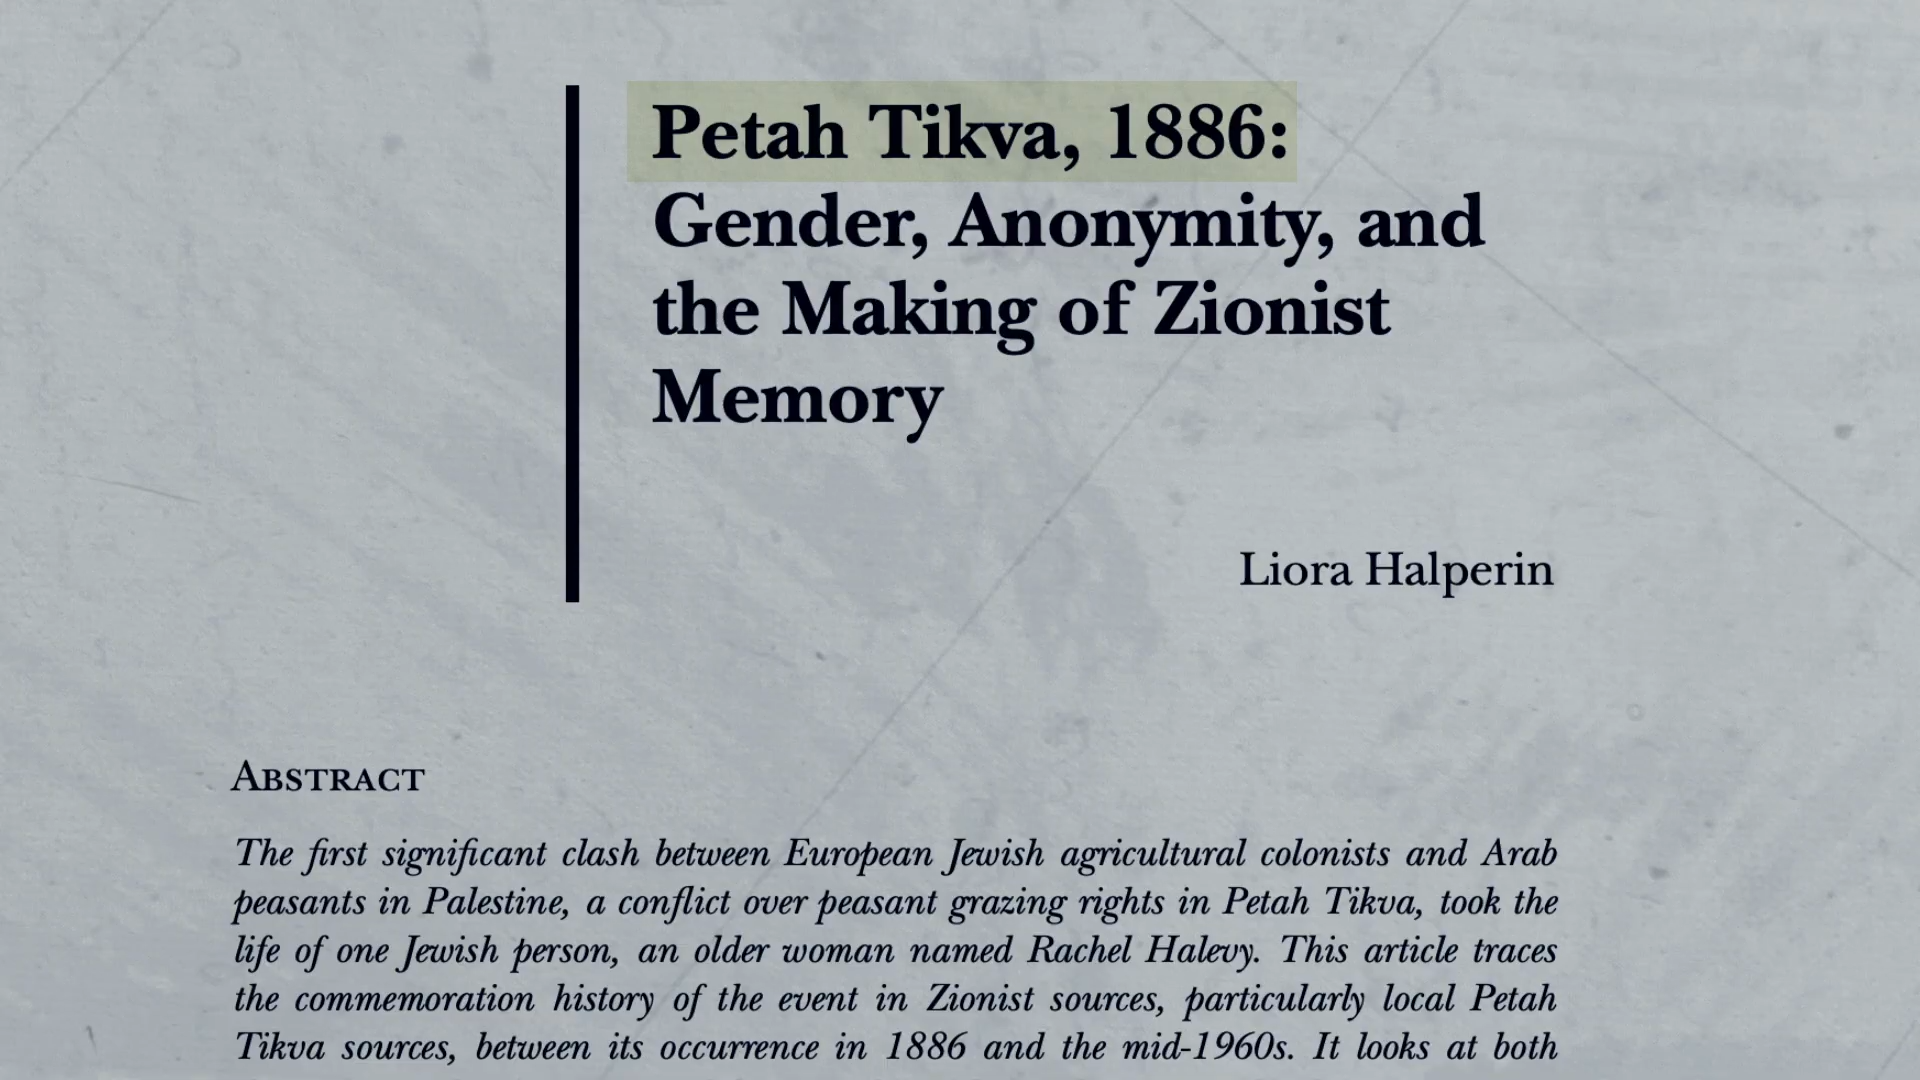 Petah Tikva, 1886:
Gender, Anonymity, and
the Making of Zionist
Memory
Liora Halperin
Abstract
The first significant clash between European Jewish agricultural colonists and Arab
peasants in Palestine, a conflict over peasant grazing rights in Petah Tikva, took the
life of one Jewish person, an older woman named Rachel Halevy. This article traces
the commemoration history of the event in Zionist sources, particularly local Petah
Tikva sources, between its occurrence in 1886 and the mid-1960s. It looks at both